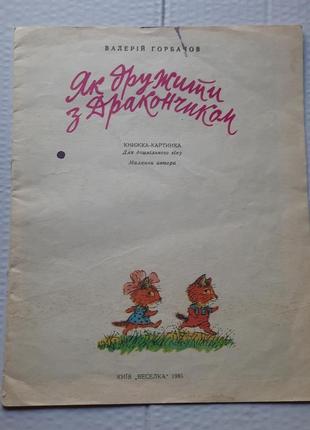 ВАЛЕРІЙ ГОРБАЧОВ
Як дружити
з Дракончиком
КНИЖКА-КАРТИНКА
Для дошкільного віку
Малюнки автора
КИЇВ „ВЕСЕЛКА" 1985